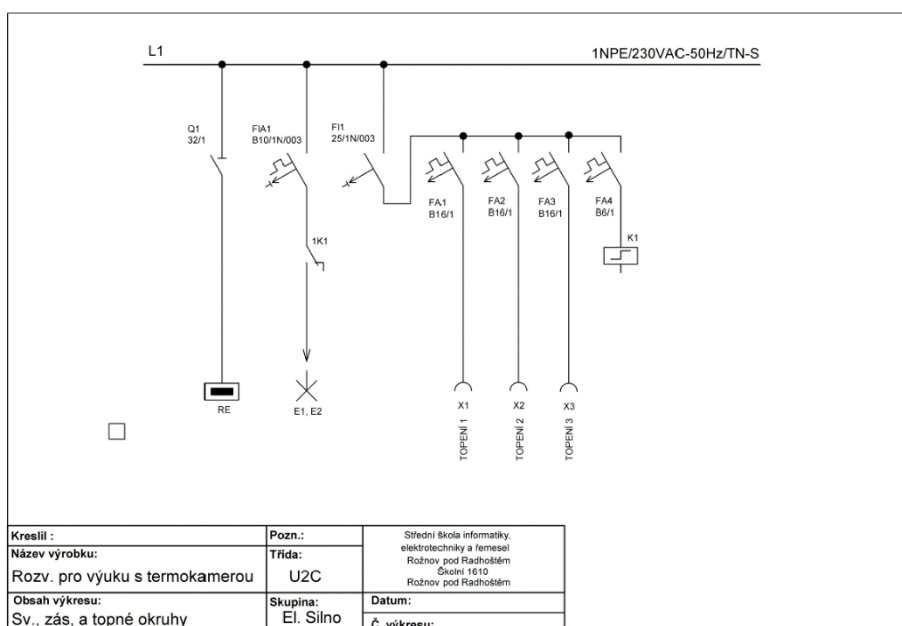 L1
1NPE/230VAC-50Hz/TN-S
Q1
32/1
FIA1
B10/1N/003
FI1
25/1N/003
FA1
B16/1
FA2
B16/1
FA3
B16/1
FA4
B6/1
1K1
K1
RE
E1, E2
X1
X2
X3
TOPENÍ 1
TOPENÍ 2
TOPENÍ 3
Kreslil :
Pozn.:
Střední škola informatiky,
elektrotechniky a řemesel
Rožnov pod Radhoštěm
Školní 1610
Rožnov pod Radhoštěm
Název výrobku:
Třída:
Rozv. pro výuku s termokamerou
U2C
Obsah výkresu:
Skupina:
Datum:
Sv., zás, a topné okruhy
El. Silno
Č. výkresu: